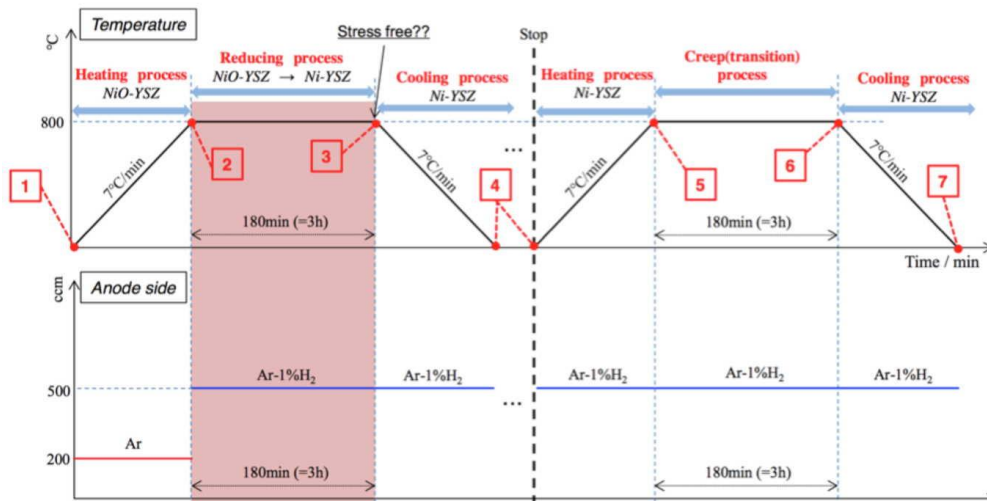 Temperature
°C
Stress free??
Stop
Heating process
NiO-YSZ
Reducing process
NiO-YSZ → Ni-YSZ
Cooling process
Ni-YSZ
Heating process
Ni-YSZ
Creep(transition)
process
Cooling process
Ni-YSZ
800
1
2
3
4
5
6
7
7°C/min
7°C/min
7°C/min
7°C/min
...
180min (=3h)
180min (=3h)
Time / min
Anode side
ccm
Ar-1%H₂
Ar-1%H₂
Ar-1%H₂
Ar-1%H₂
Ar-1%H₂
500
...
Ar
200
180min (=3h)
180min (=3h)